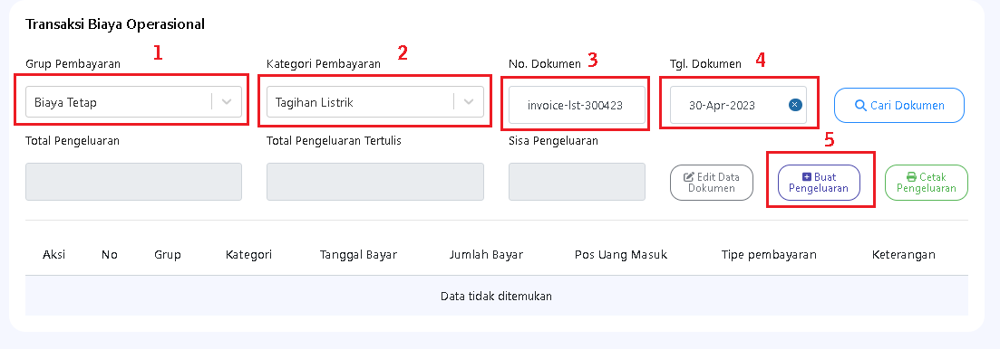 Transaksi Biaya Operasional
1 2 3 4
Grup Pembayaran Kategori Pembayaran No. Dokumen Tgl. Dokumen
Biaya Tetap Tagihan Listrik invoice-lst-300423 30-Apr-2023 Cari Dokumen
Total Pengeluaran Total Pengeluaran Tertulis Sisa Pengeluaran 5
Edit Data Dokumen
Buat Pengeluaran
Cetak Pengeluaran
Aksi No Grup Kategori Tanggal Bayar Jumlah Bayar Pos Uang Masuk Tipe pembayaran Keterangan
Data tidak ditemukan